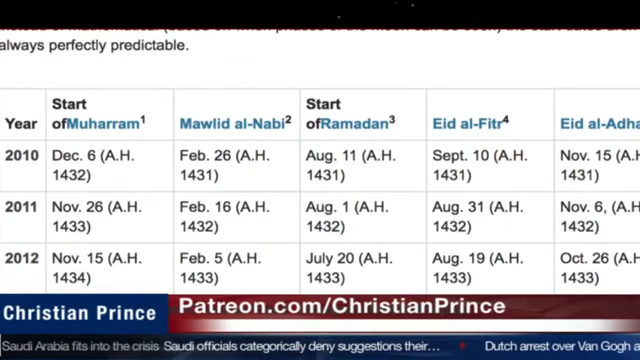 always perfectly predictable.
Year Start ofMuharram¹ Mawlid al-Nabi² Start ofRamadan³ Eid al-Fitr⁴ Eid al-Adha
2010 Dec. 6 (A.H. 1432) Feb. 26 (A.H. 1431) Aug. 11 (A.H. 1431) Sept. 10 (A.H. 1431) Nov. 15 (A.H. 1431)
2011 Nov. 26 (A.H. 1433) Feb. 16 (A.H. 1432) Aug. 1 (A.H. 1432) Aug. 31 (A.H. 1432) Nov. 6, (A.H. 1432)
2012 Nov. 15 (A.H. 1434) Feb. 5 (A.H. 1433) July 20 (A.H. 1433) Aug. 19 (A.H. 1433) Oct. 26 (A.H. 1433)
Christian Prince
Patreon.com/ChristianPrince
Saudi Arabia fits into the crisis Saudi officials categorically deny suggestions their... Dutch arrest over Van Gogh a